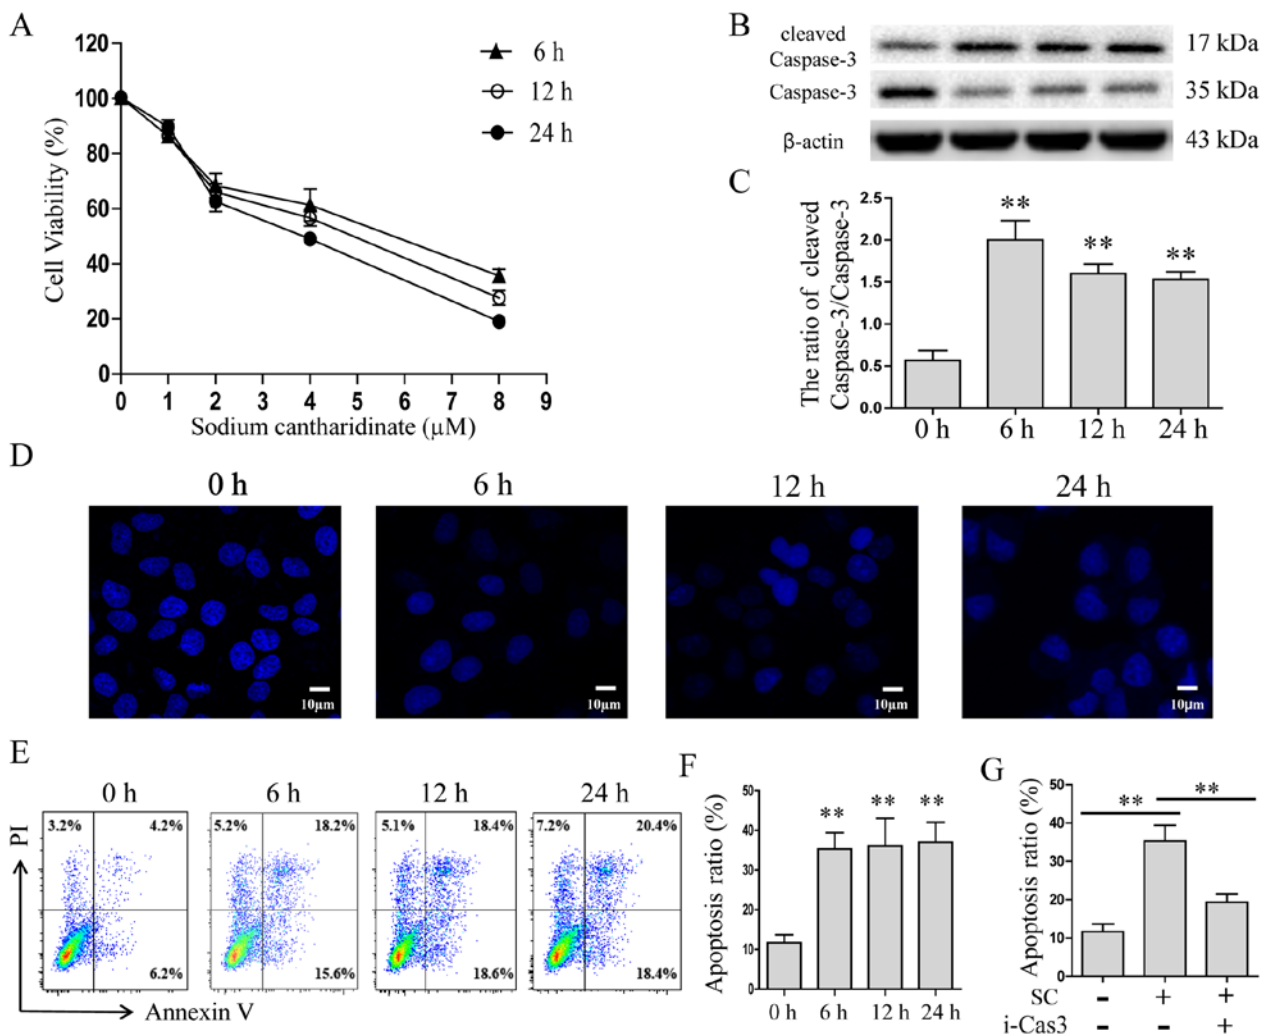 A
120
100
80
60
40
20
0
Cell Viability (%)
0 1 2 3 4 5 6 7 8 9
Sodium cantharidinate (μM)
6 h
12 h
24 h
B
cleaved
Caspase-3
17 kDa
Caspase-3
35 kDa
β-actin
43 kDa
C
The ratio of cleaved
Caspase-3/Caspase-3
2.5
2.0
1.5
1.0
0.5
0.0
** ** **
0 h 6 h 12 h 24 h
D
0 h 6 h 12 h 24 h
10μm 10μm 10μm 10μm
E
0 h 6 h 12 h 24 h
PI
3.2% 4.2% 5.2% 18.2% 5.1% 18.4% 7.2% 20.4%
6.2% 15.6% 18.6% 18.4%
Annexin V
F
Apoptosis ratio (%)
50
40
30
20
10
0
** ** **
0 h 6 h 12 h 24 h
G
Apoptosis ratio (%)
50
40
30
20
10
0
** **
SC - + +
i-Cas3 - - +